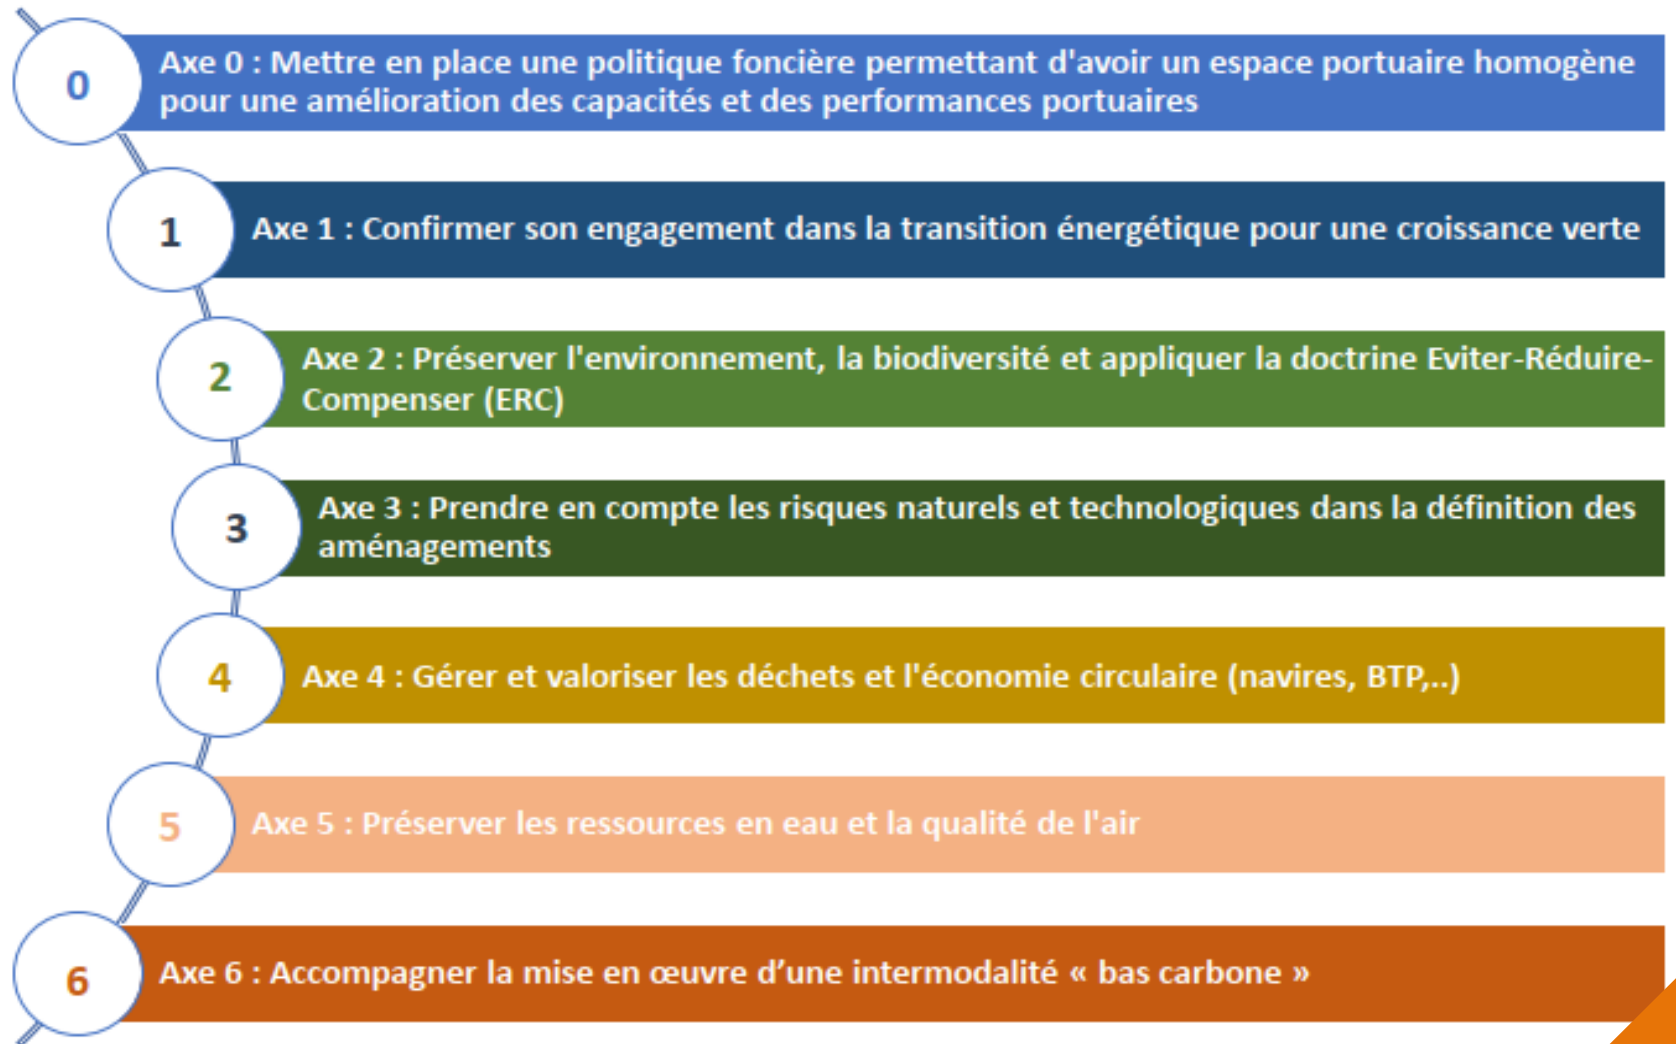 0
Axe 0 : Mettre en place une politique foncière permettant d'avoir un espace portuaire homogène
pour une amélioration des capacités et des performances portuaires
1
Axe 1 : Confirmer son engagement dans la transition énergétique pour une croissance verte
2
Axe 2 : Préserver l'environnement, la biodiversité et appliquer la doctrine Eviter-Réduire-
Compenser (ERC)
3
Axe 3 : Prendre en compte les risques naturels et technologiques dans la définition des
aménagements
4
Axe 4 : Gérer et valoriser les déchets et l'économie circulaire (navires, BTP,..)
5
Axe 5 : Préserver les ressources en eau et la qualité de l'air
6
Axe 6 : Accompagner la mise en œuvre d’une intermodalité « bas carbone »